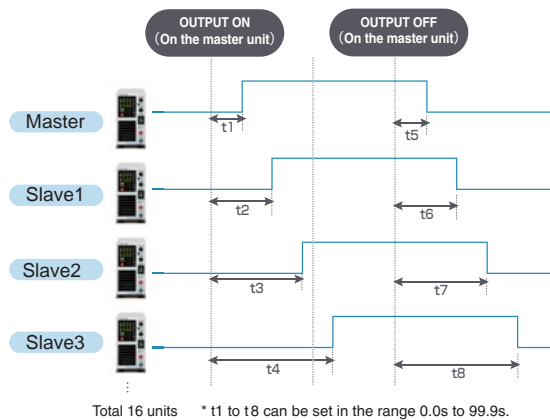 OUTPUT ON
(On the master unit)
OUTPUT OFF
(On the master unit)
Master
t1
t5
Slave1
t2
t6
Slave2
t3
t7
Slave3
t4
t8
⋮
Total 16 units * t1 to t8 can be set in the range 0.0s to 99.9s.